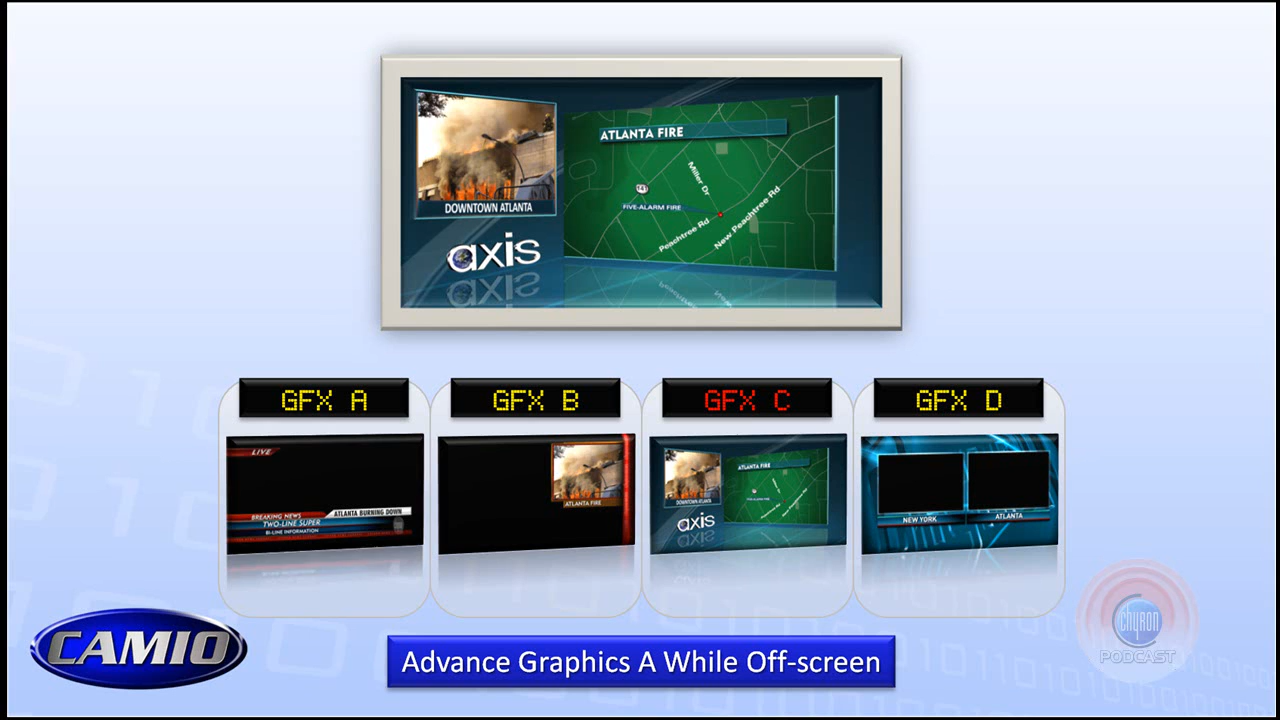 ATLANTA FIRE
DOWNTOWN ATLANTA
Miller Dr
FIVE-ALARM FIRE
Peachtree Rd
New Peachtree Rd
axis
GFX A
GFX B
GFX C
GFX D
LIVE
BREAKING NEWS
ATLANTA BURNING DOWN
TWO-LINE SUPER
BI-LINE INFORMATION
ATLANTA FIRE
ATLANTA FIRE
DOWNTOWN ATLANTA
axis
NEW YORK
ATLANTA
CAMIO
Advance Graphics A While Off-screen
chyron
PODCAST